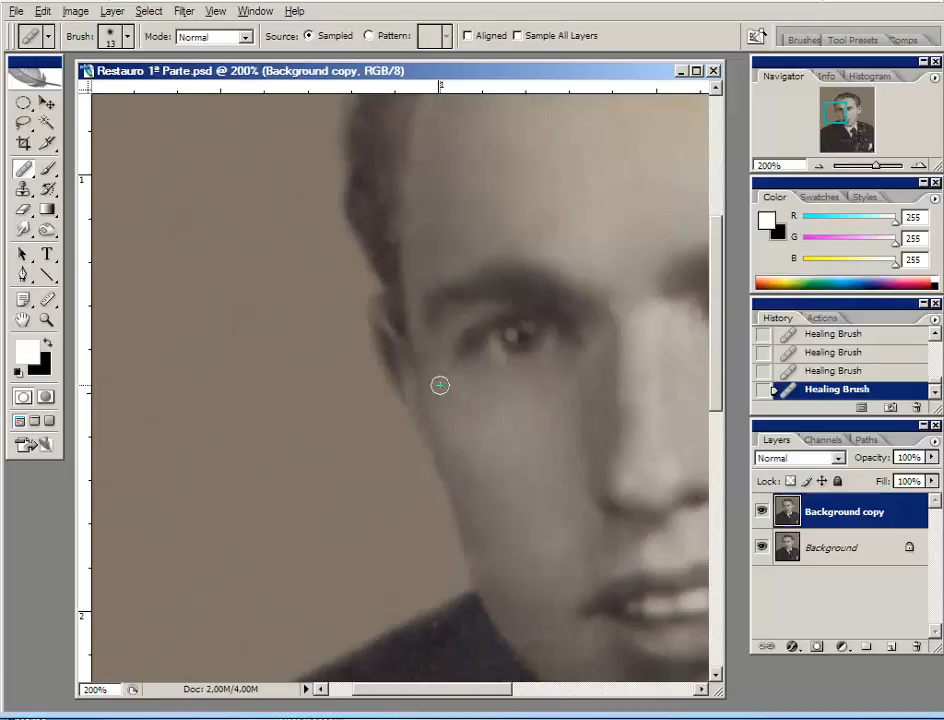 File Edit Image Layer Select Filter View Window Help
Brush: 13 Mode: Normal Source: Sampled Pattern: Aligned Sample All Layers Brushes Tool Presets Comps
Restauro 1ª Parte.psd @ 200% (Background copy, RGB/8)
Navigator Info Histogram
200%
Color Swatches Styles
R 255
G 255
B 255
History Actions
Healing Brush
Healing Brush
Healing Brush
Healing Brush
Layers Channels Paths
Normal Opacity: 100%
Lock: Fill: 100%
Background copy
Background
1
1
2
200% Doc: 2,00M/4,00M